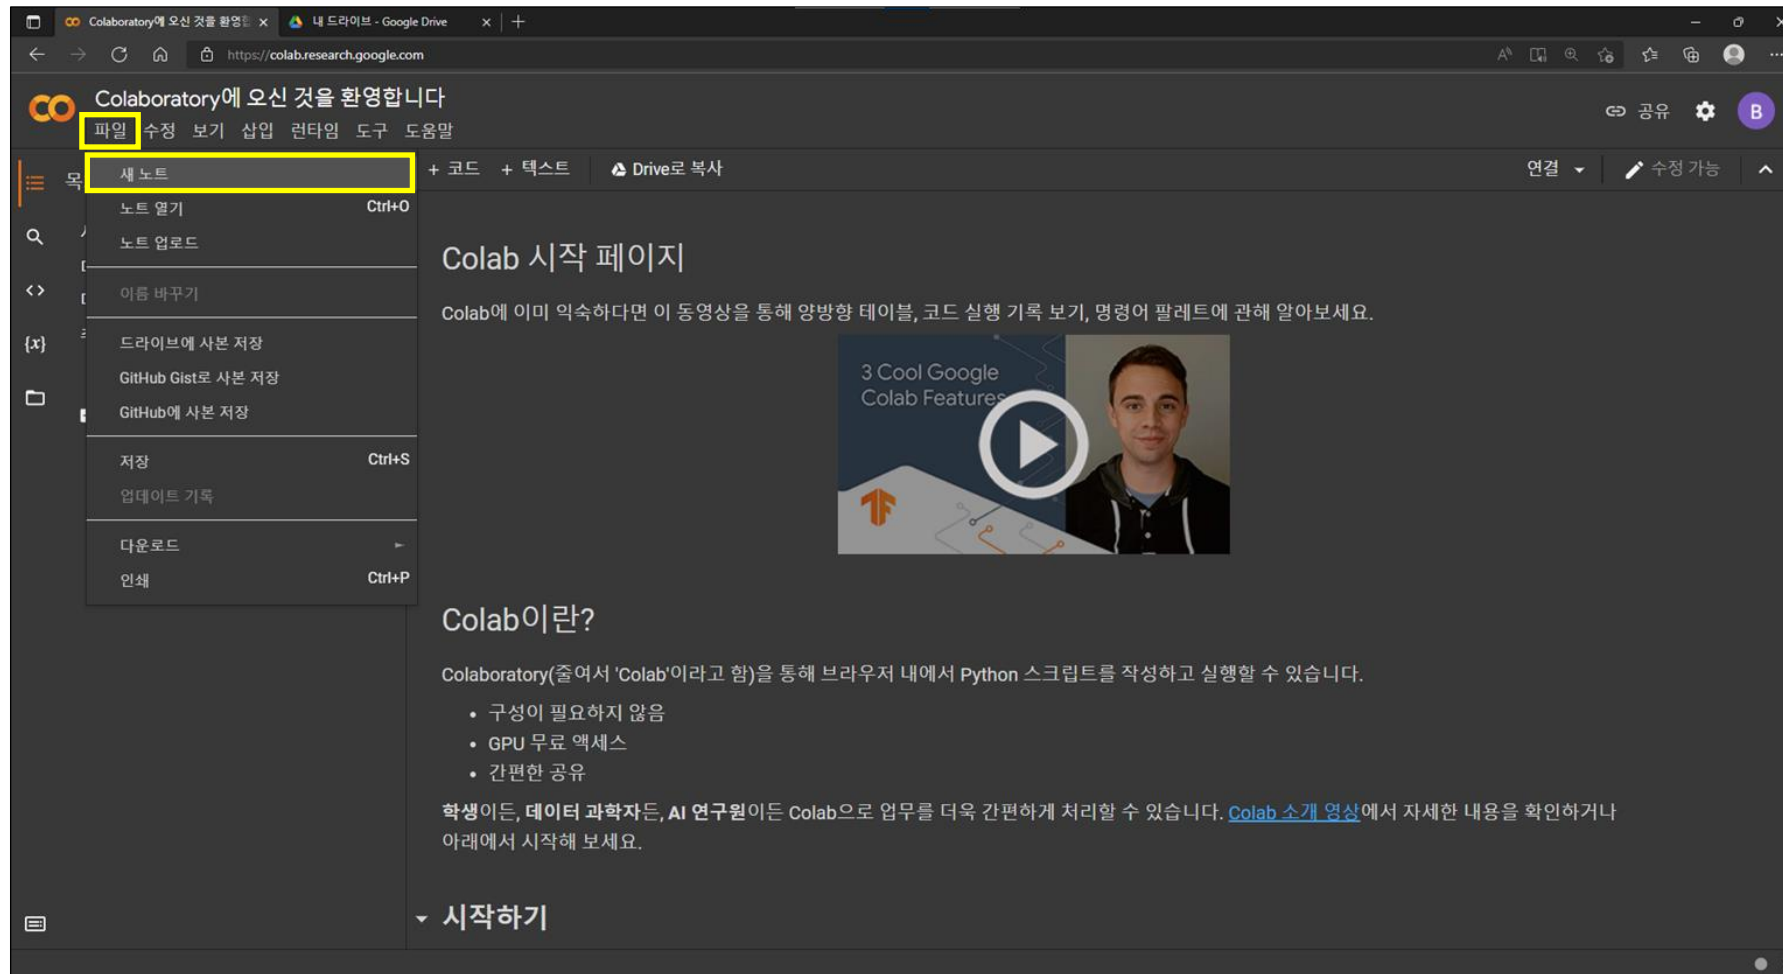 Colaboratory에 오신 것을 환영합
내 드라이브 - Google Drive
https://colab.research.google.com
Colaboratory에 오신 것을 환영합니다
공유
B
파일 수정 보기 삽입 런타임 도구 도움말
+ 코드 + 텍스트 Drive로 복사 연결 수정 가능
새 노트
노트 열기 Ctrl+O
노트 업로드
이름 바꾸기
드라이브에 사본 저장
GitHub Gist로 사본 저장
GitHub에 사본 저장
저장 Ctrl+S
업데이트 기록
다운로드
인쇄 Ctrl+P
{x}
Colab 시작 페이지
Colab에 이미 익숙하다면 이 동영상을 통해 양방향 테이블, 코드 실행 기록 보기, 명령어 팔레트에 관해 알아보세요.
3 Cool Google
Colab Features
Colab이란?
Colaboratory(줄여서 'Colab'이라고 함)을 통해 브라우저 내에서 Python 스크립트를 작성하고 실행할 수 있습니다.
• 구성이 필요하지 않음
• GPU 무료 액세스
• 간편한 공유
학생이든, 데이터 과학자든, AI 연구원이든 Colab으로 업무를 더욱 간편하게 처리할 수 있습니다. Colab 소개 영상에서 자세한 내용을 확인하거나
아래에서 시작해 보세요.
시작하기